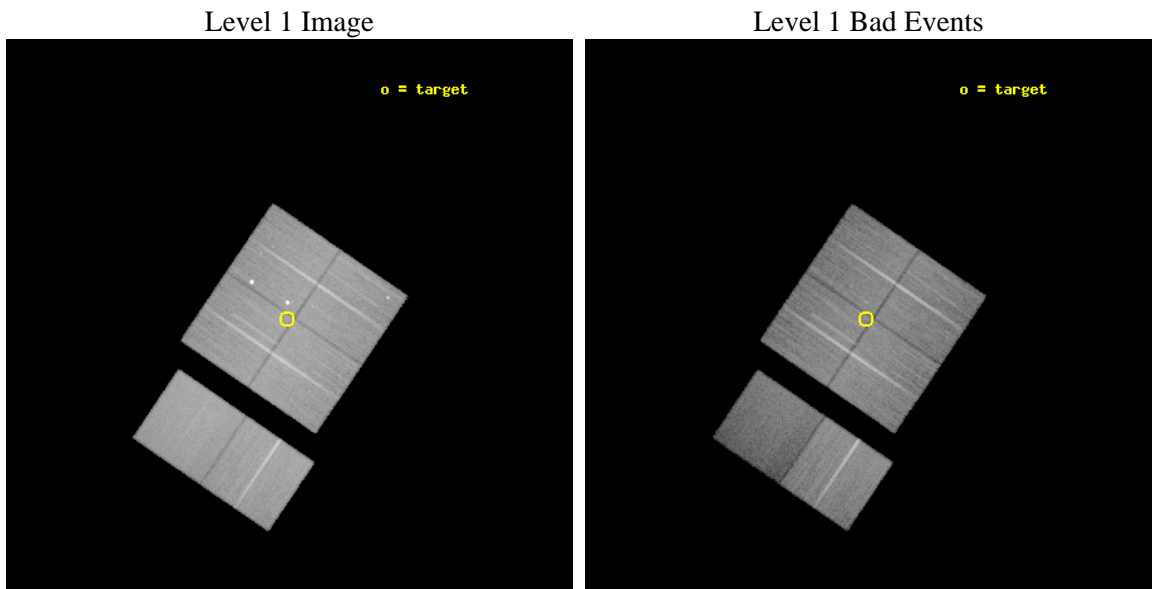 Level 1 Image
Level 1 Bad Events
o = target
o = target